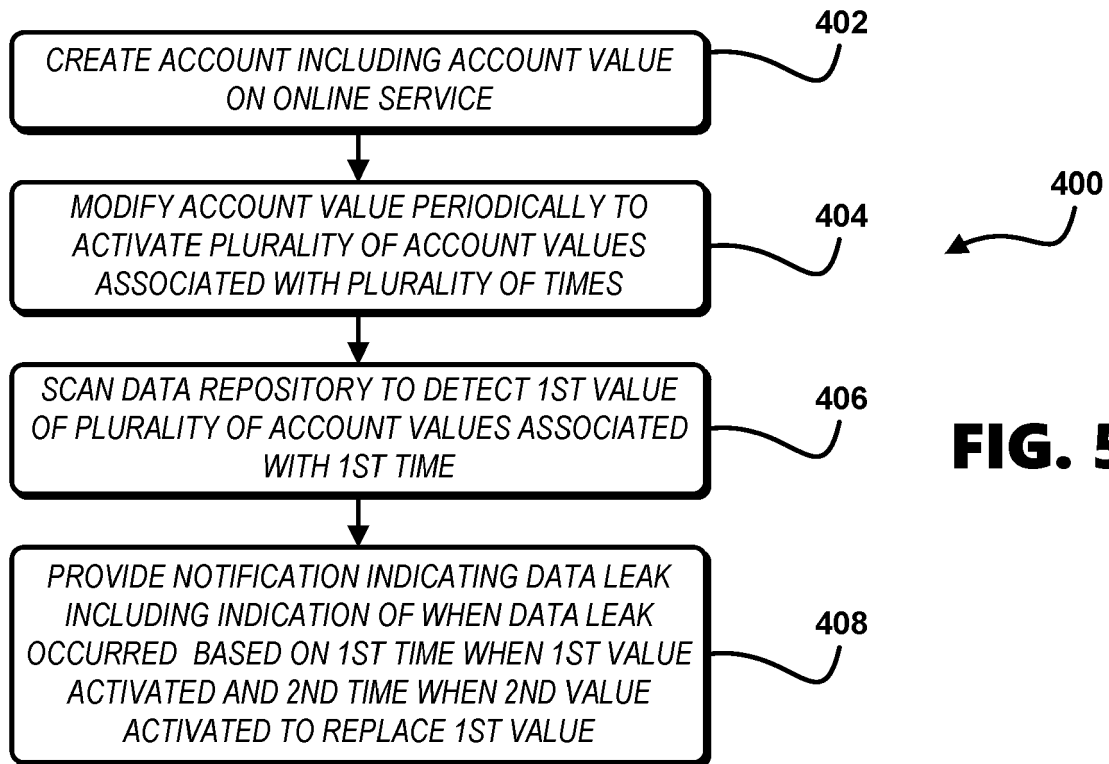 CREATE ACCOUNT INCLUDING ACCOUNT VALUE
ON ONLINE SERVICE
402
MODIFY ACCOUNT VALUE PERIODICALLY TO
ACTIVATE PLURALITY OF ACCOUNT VALUES
ASSOCIATED WITH PLURALITY OF TIMES
404
400
SCAN DATA REPOSITORY TO DETECT 1ST VALUE
OF PLURALITY OF ACCOUNT VALUES ASSOCIATED
WITH 1ST TIME
406
FIG. 5
PROVIDE NOTIFICATION INDICATING DATA LEAK
INCLUDING INDICATION OF WHEN DATA LEAK
OCCURRED BASED ON 1ST TIME WHEN 1ST VALUE
ACTIVATED AND 2ND TIME WHEN 2ND VALUE
ACTIVATED TO REPLACE 1ST VALUE
408